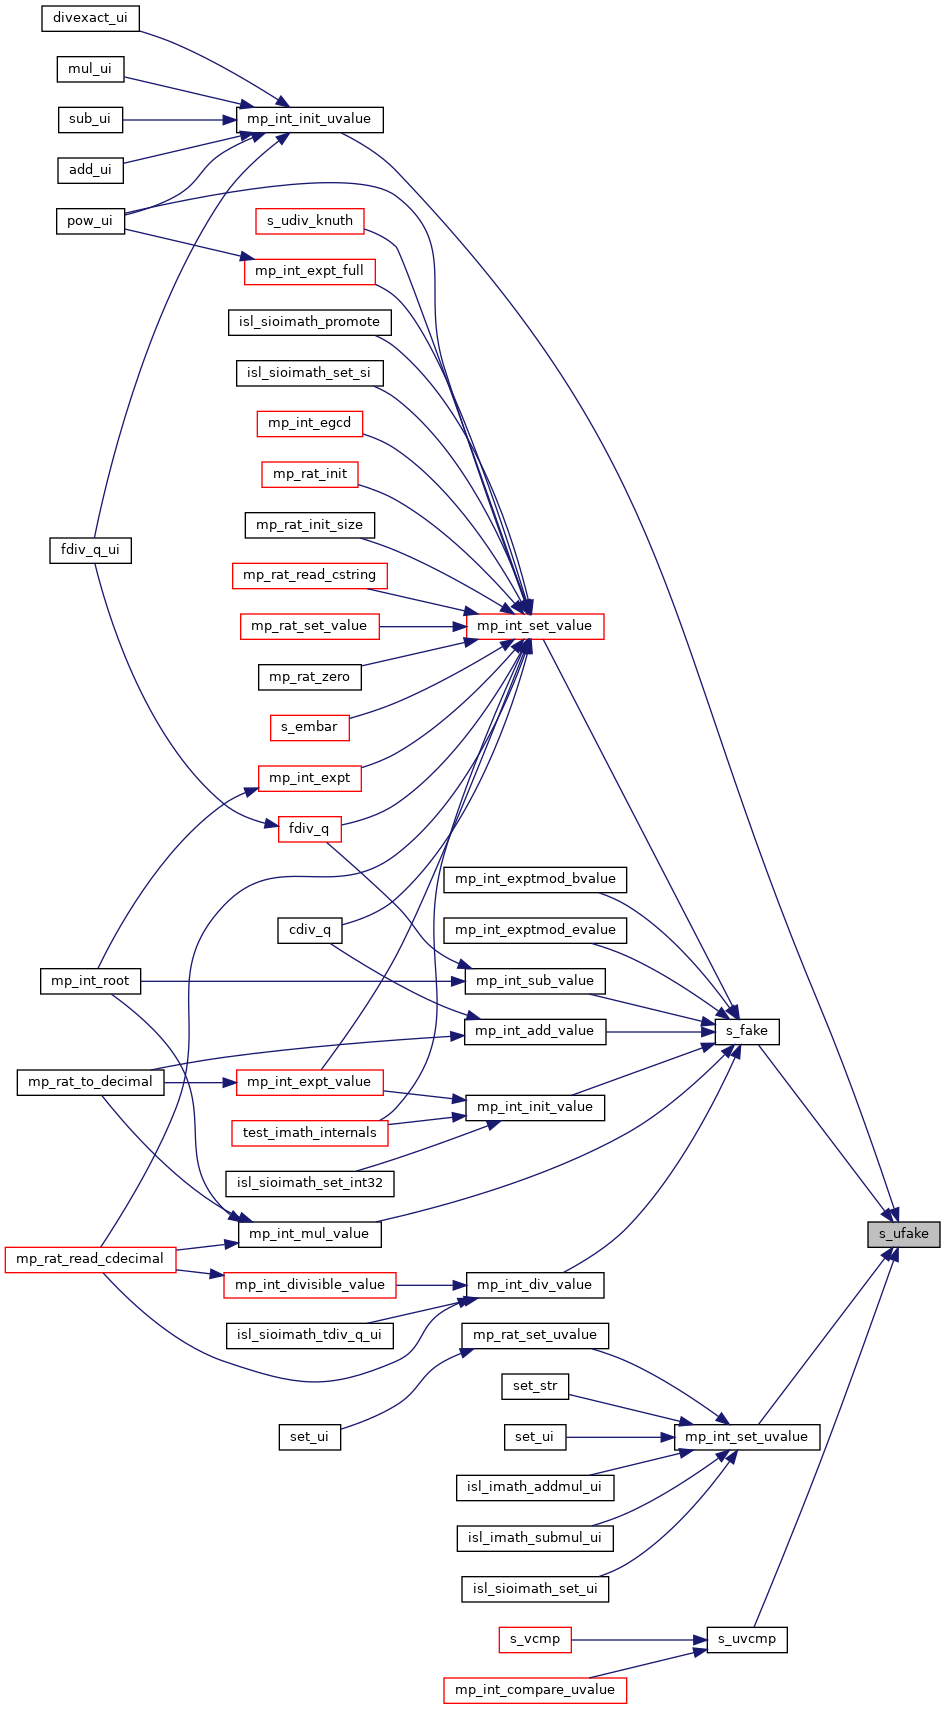 divexact_ui
mul_ui
mp_int_init_uvalue
sub_ui
add_ui
pow_ui
s_udiv_knuth
mp_int_expt_full
isl_sioimath_promote
isl_sioimath_set_si
mp_int_egcd
mp_rat_init
mp_rat_init_size
fdiv_q_ui
mp_rat_read_cstring
mp_rat_set_value
mp_int_set_value
mp_rat_zero
s_embar
mp_int_expt
fdiv_q
mp_int_exptmod_bvalue
cdiv_q
mp_int_exptmod_evalue
mp_int_root
mp_int_sub_value
mp_int_add_value
s_fake
mp_rat_to_decimal
mp_int_expt_value
mp_int_init_value
test_imath_internals
isl_sioimath_set_int32
mp_int_mul_value
s_ufake
mp_rat_read_cdecimal
mp_int_divisible_value
mp_int_div_value
isl_sioimath_tdiv_q_ui
mp_rat_set_uvalue
set_str
set_ui
set_ui
mp_int_set_uvalue
isl_imath_addmul_ui
isl_imath_submul_ui
isl_sioimath_set_ui
s_vcmp
s_uvcmp
mp_int_compare_uvalue